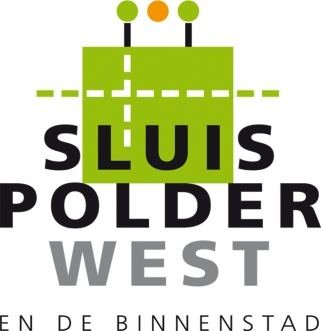 SLUIS
POLDER
WEST
EN DE BINNENSTAD